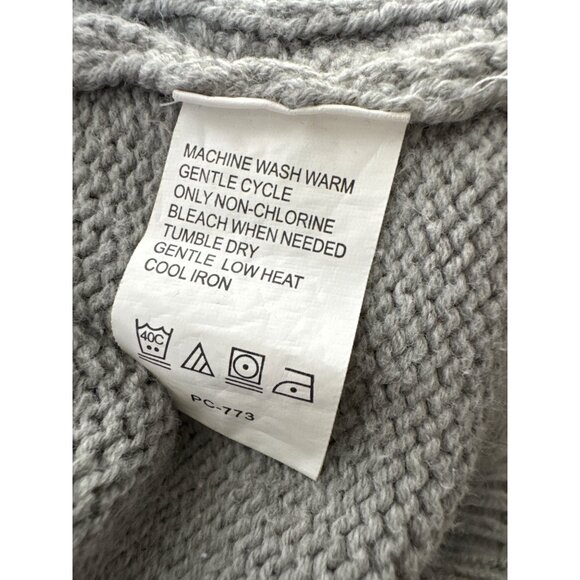 MACHINE WASH WARM
GENTLE CYCLE
ONLY NON-CHLORINE
BLEACH WHEN NEEDED
TUMBLE DRY
GENTLE LOW HEAT
COOL IRON
40C
PC-773